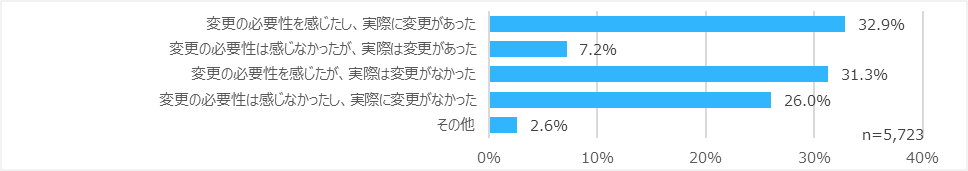 変更の必要性を感じたし、実際に変更があった 32.9%
変更の必要性は感じなかったが、実際は変更があった 7.2%
変更の必要性を感じたが、実際は変更がなかった 31.3%
変更の必要性は感じなかったし、実際に変更がなかった 26.0%
その他 2.6%
n=5,723
0% 10% 20% 30% 40%